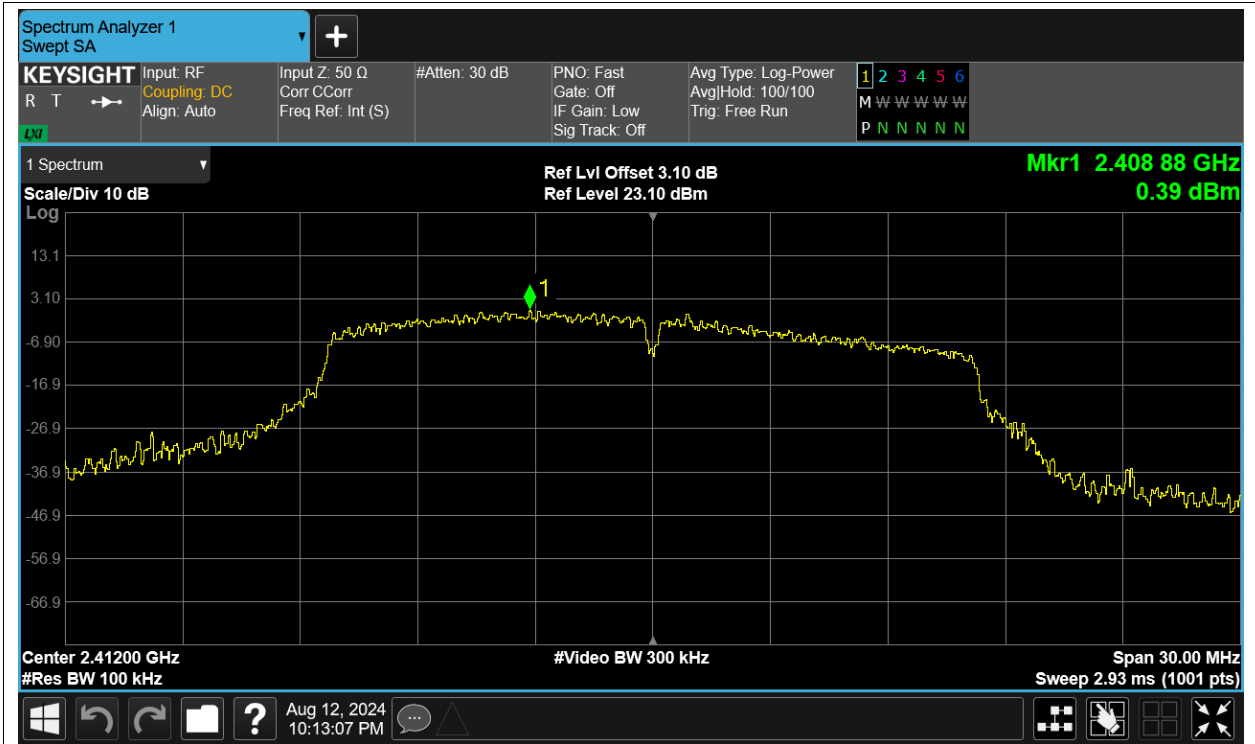 Spectrum Analyzer 1
Swept SA
KEYSIGHT
R T
LXI
Input: RF
Coupling: DC
Align: Auto
Input Z: 50 Ω
Corr CCorr
Freq Ref: Int (S)
#Atten: 30 dB
PNO: Fast
Gate: Off
IF Gain: Low
Sig Track: Off
Avg Type: Log-Power
Avg|Hold: 100/100
Trig: Free Run
1 2 3 4 5 6
M W W W W W
P N N N N N
1 Spectrum
Ref Lvl Offset 3.10 dB
Mkr1 2.408 88 GHz
Scale/Div 10 dB
Ref Level 23.10 dBm
0.39 dBm
Log
13.1
1
3.10
-6.90
-16.9
-26.9
-36.9
-46.9
-56.9
-66.9
Center 2.41200 GHz
#Video BW 300 kHz
Span 30.00 MHz
#Res BW 100 kHz
Sweep 2.93 ms (1001 pts)
?
Aug 12, 2024
10:13:07 PM